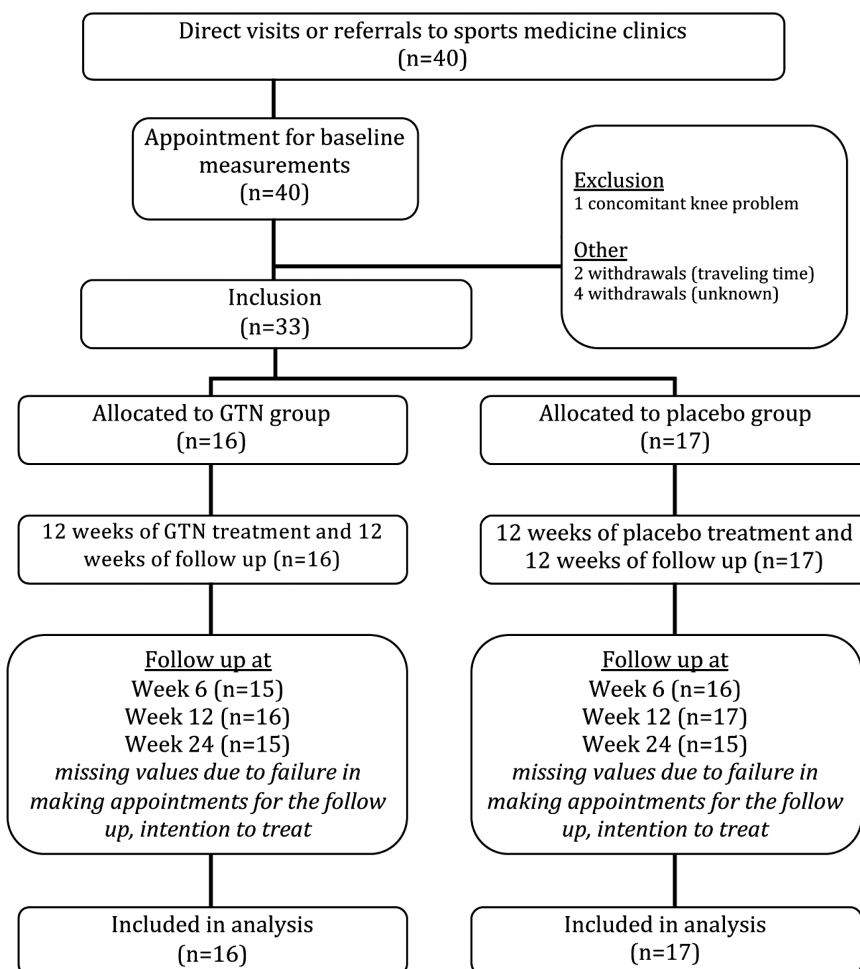 Direct visits or referrals to sports medicine clinics
(n=40)
Appointment for baseline
measurements
(n=40)
Exclusion
1 concomitant knee problem
Other
2 withdrawals (traveling time)
4 withdrawals (unknown)
Inclusion
(n=33)
Allocated to GTN group
(n=16)
Allocated to placebo group
(n=17)
12 weeks of GTN treatment and 12
weeks of follow up (n=16)
12 weeks of placebo treatment and
12 weeks of follow up (n=17)
Follow up at
Week 6 (n=15)
Week 12 (n=16)
Week 24 (n=15)
missing values due to failure in
making appointments for the follow
up, intention to treat
Follow up at
Week 6 (n=16)
Week 12 (n=17)
Week 24 (n=15)
missing values due to failure in
making appointments for the follow
up, intention to treat
Included in analysis
(n=16)
Included in analysis
(n=17)